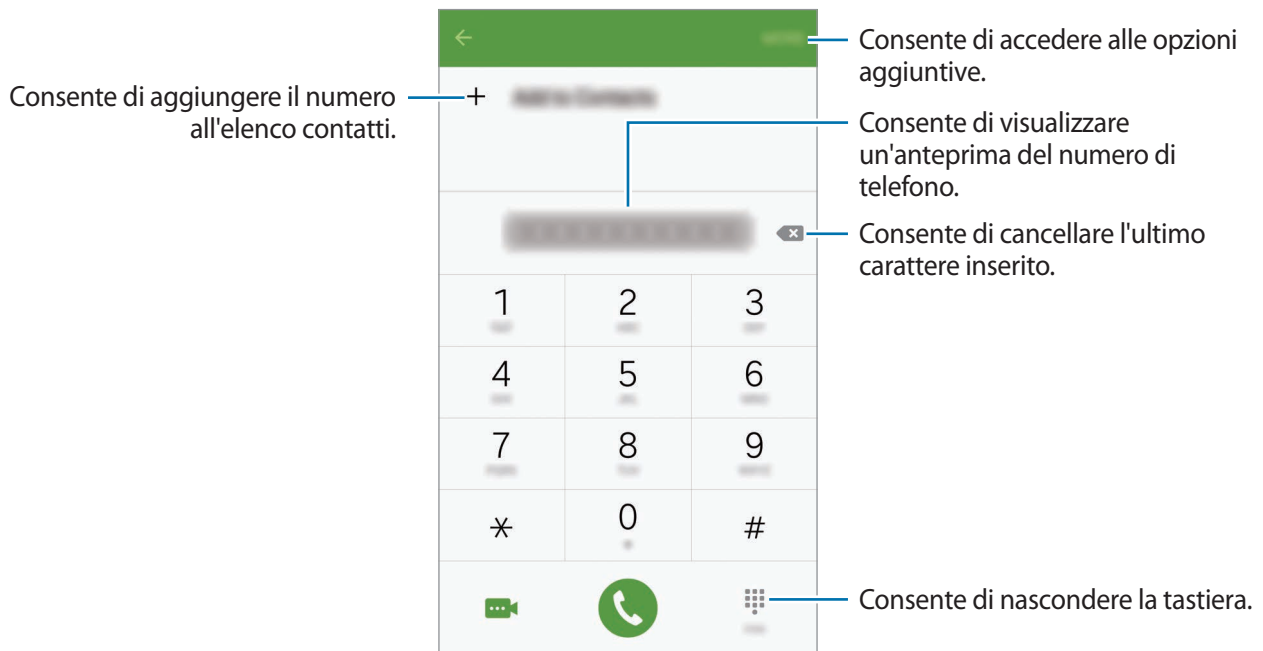 Consente di accedere alle opzioni
aggiuntive.
Consente di aggiungere il numero
all'elenco contatti.
Consente di visualizzare
un'anteprima del numero di
telefono.
Consente di cancellare l'ultimo
carattere inserito.
1 2 3
4 5 6
7 8 9
* 0 #
Consente di nascondere la tastiera.